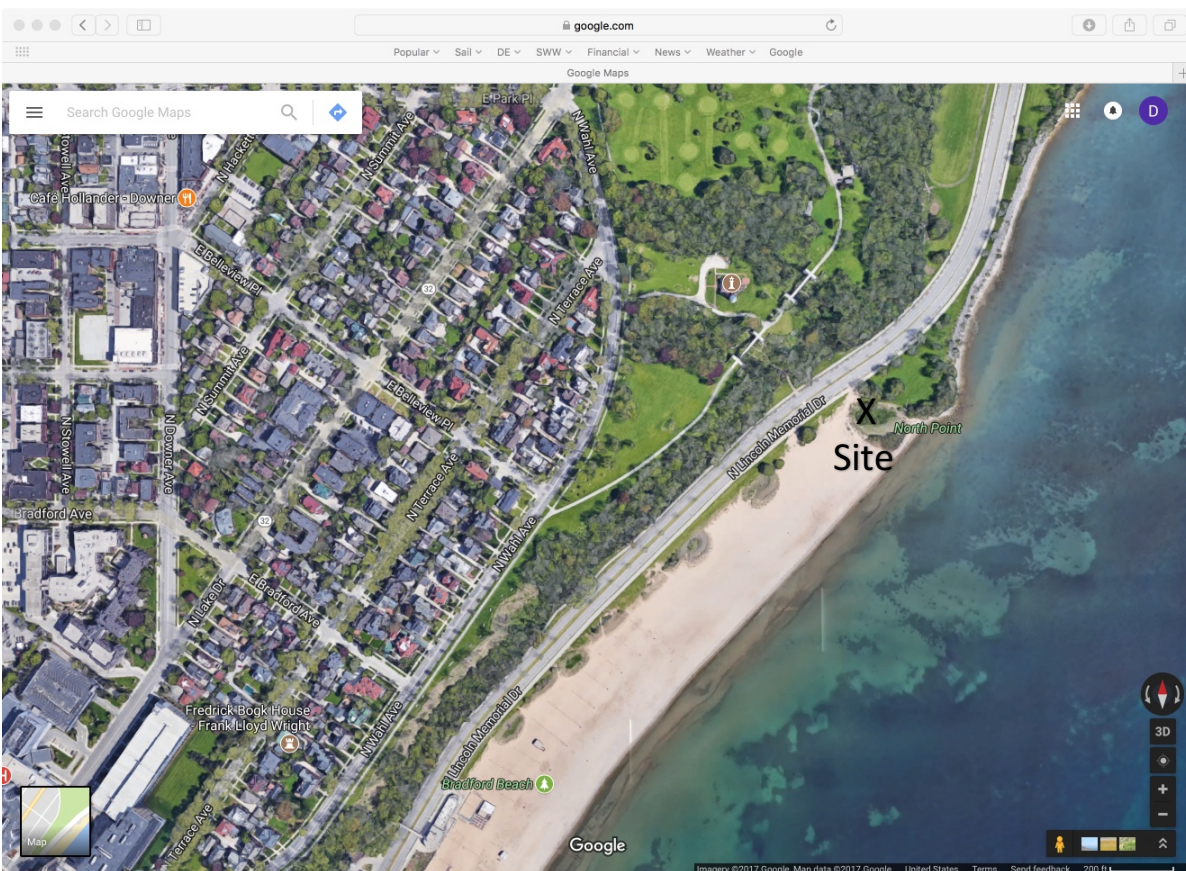 google.com
Popular Sail DE SWW Financial News Weather Google
Google Maps
Search Google Maps
D
E Park Pl
N Wahl Ave
N Summit Ave
N Hackett
Stowell Ave
Café Hollander - Downer
E Belleview Pl
32
N Terrace Ave
N Summit Ave
E Belleview Pl
N Lincoln Memorial Dr
X
Site
North Point
N Stowell Ave
N Downer Ave
N Terrace Ave
Bradford Ave
32
N Wahl Ave
N Lake Dr
E Bradford Ave
Fredrick Bogk House
- Frank Lloyd Wright
N Wahl Ave
N Lincoln Memorial Dr
Bradford Beach
H
3D
N Terrace Ave
Map
Google
Imagery ©2017 Google, Map data ©2017 Google United States Terms Send feedback 200 ft